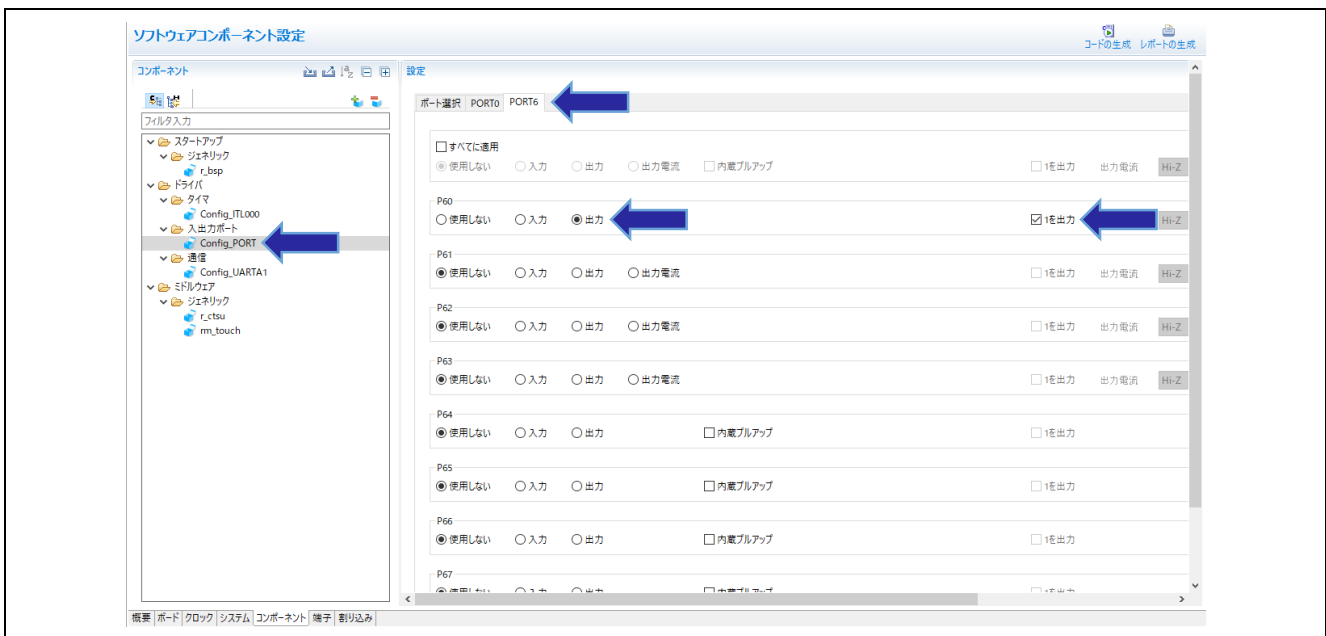 ソフトウェアコンポーネント設定
コードの生成 レポートの生成
コンポーネント
フィルタ入力
スタートアップ
ジェネリック
r_bsp
ドライバ
タイマ
Config_ITL000
入出力ポート
Config_PORT
通信
Config_UARTA1
ミドルウェア
ジェネリック
r_ctsu
rm_touch
設定
ポート選択 PORT0 PORT6
すべてに適用
使用しない 入力 出力 出力電流 内蔵プルアップ 1を出力 出力電流 Hi-Z
P60
使用しない 入力 出力 1を出力 Hi-Z
P61
使用しない 入力 出力 出力電流 1を出力 出力電流 Hi-Z
P62
使用しない 入力 出力 出力電流 1を出力 出力電流 Hi-Z
P63
使用しない 入力 出力 出力電流 1を出力 出力電流 Hi-Z
P64
使用しない 入力 出力 内蔵プルアップ 1を出力
P65
使用しない 入力 出力 内蔵プルアップ 1を出力
P66
使用しない 入力 出力 内蔵プルアップ 1を出力
P67
概要 ボード クロック システム コンポーネント 端子 割り込み